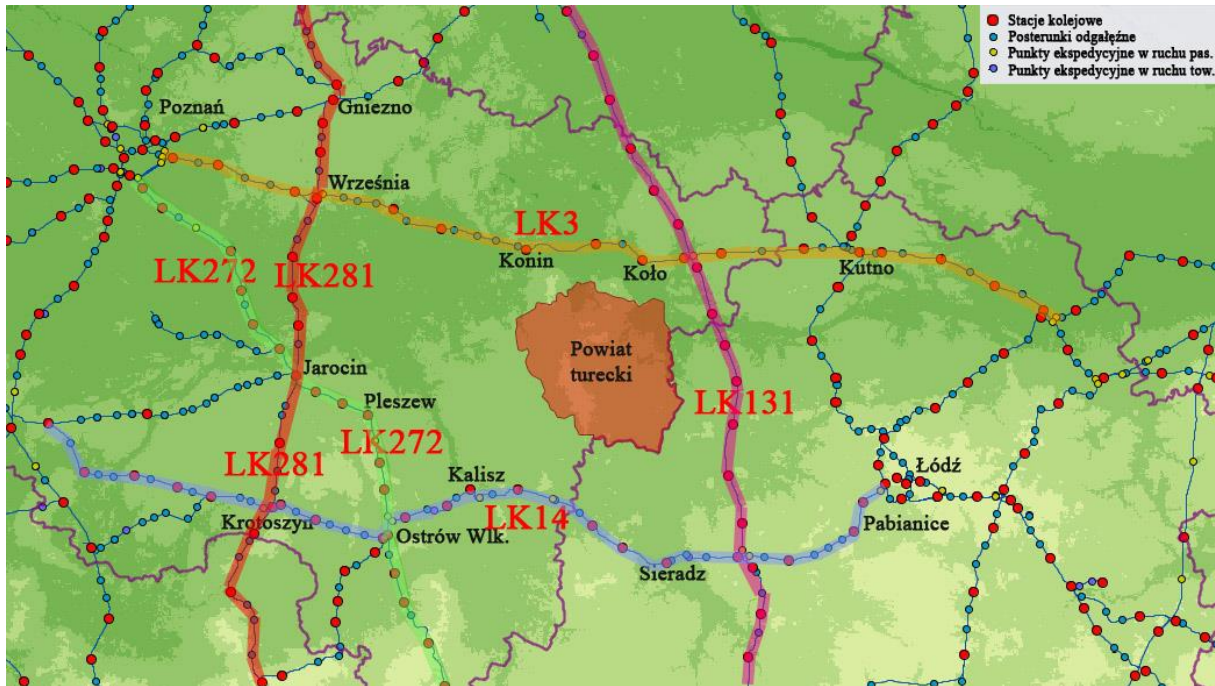 Stacje kolejowe
Posterunki odgałęźne
Punkty ekspedycyjne w ruchu pas.
Punkty ekspedycyjne w ruchu tow.
Poznań
Gniezno
Września
LK3
LK272
LK281
Konin
Koło
Kutno
Powiat
turecki
Jarocin
Pleszew
LK131
LK272
LK281
Kalisz
Łódź
LK14
Krotoszyn
Ostrów Wlk.
Pabianice
Sieradz